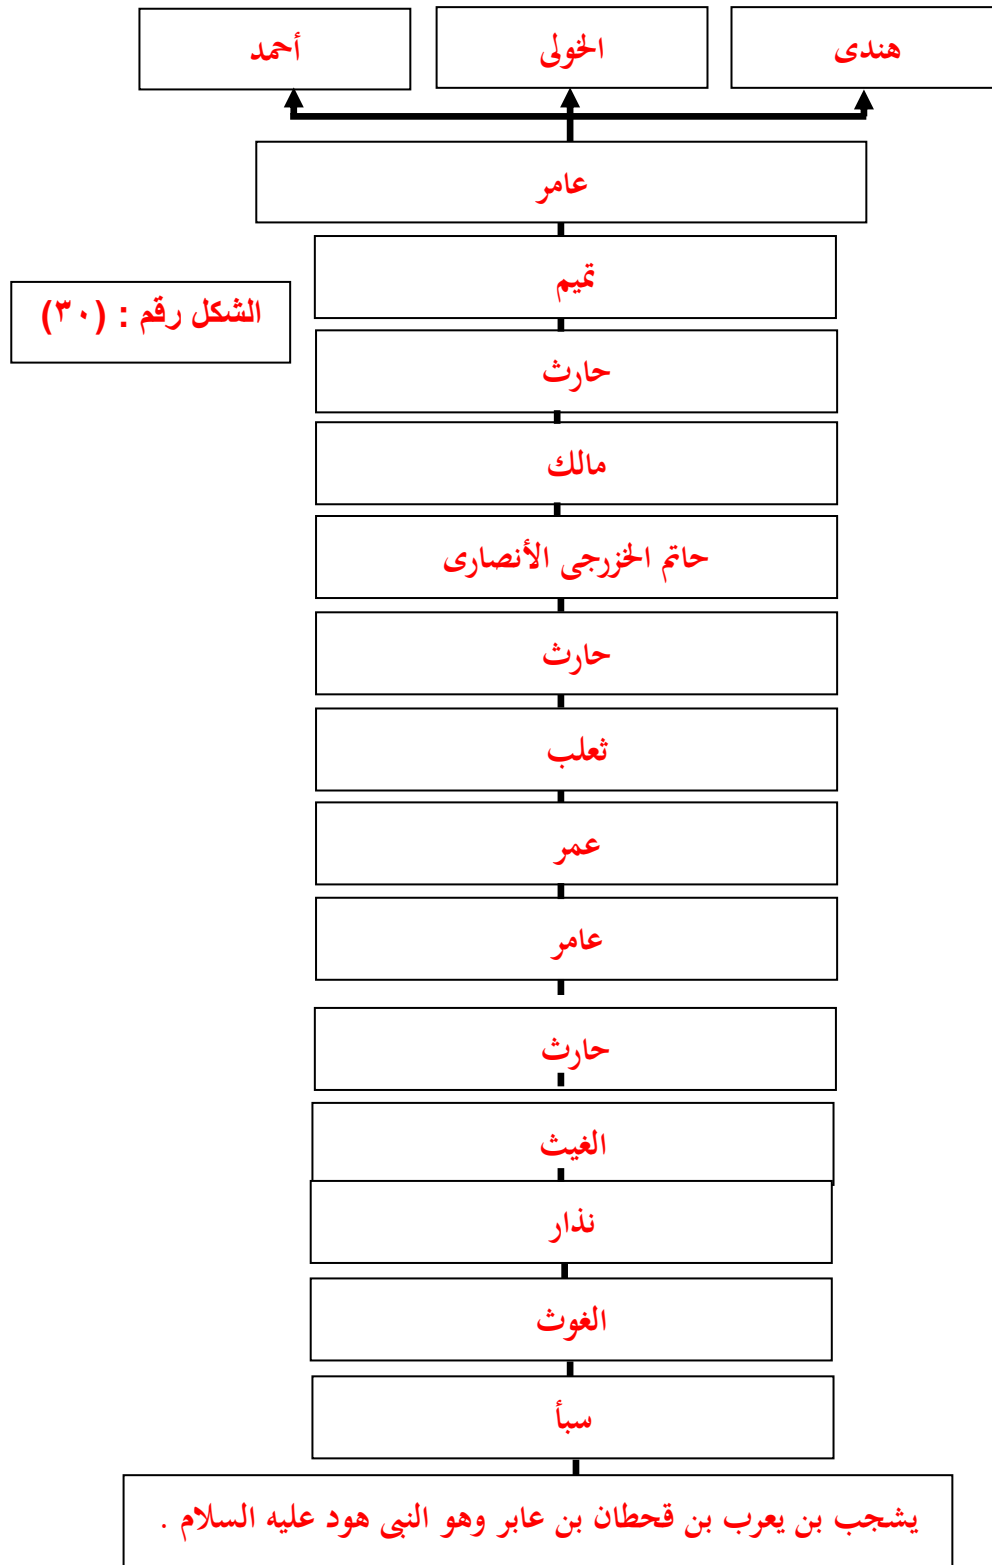 هندى
الخولى
أحمد
عامر
تميم
الشكل رقم : (٣٠)
حارث
مالك
حاتم الخزرجى الأنصارى
حارث
ثعلب
عمر
عامر
حارث
الغيث
نذار
الغوث
سبأ
يشجب بن يعرب بن قحطان بن عابر وهو النبى هود عليه السلام .